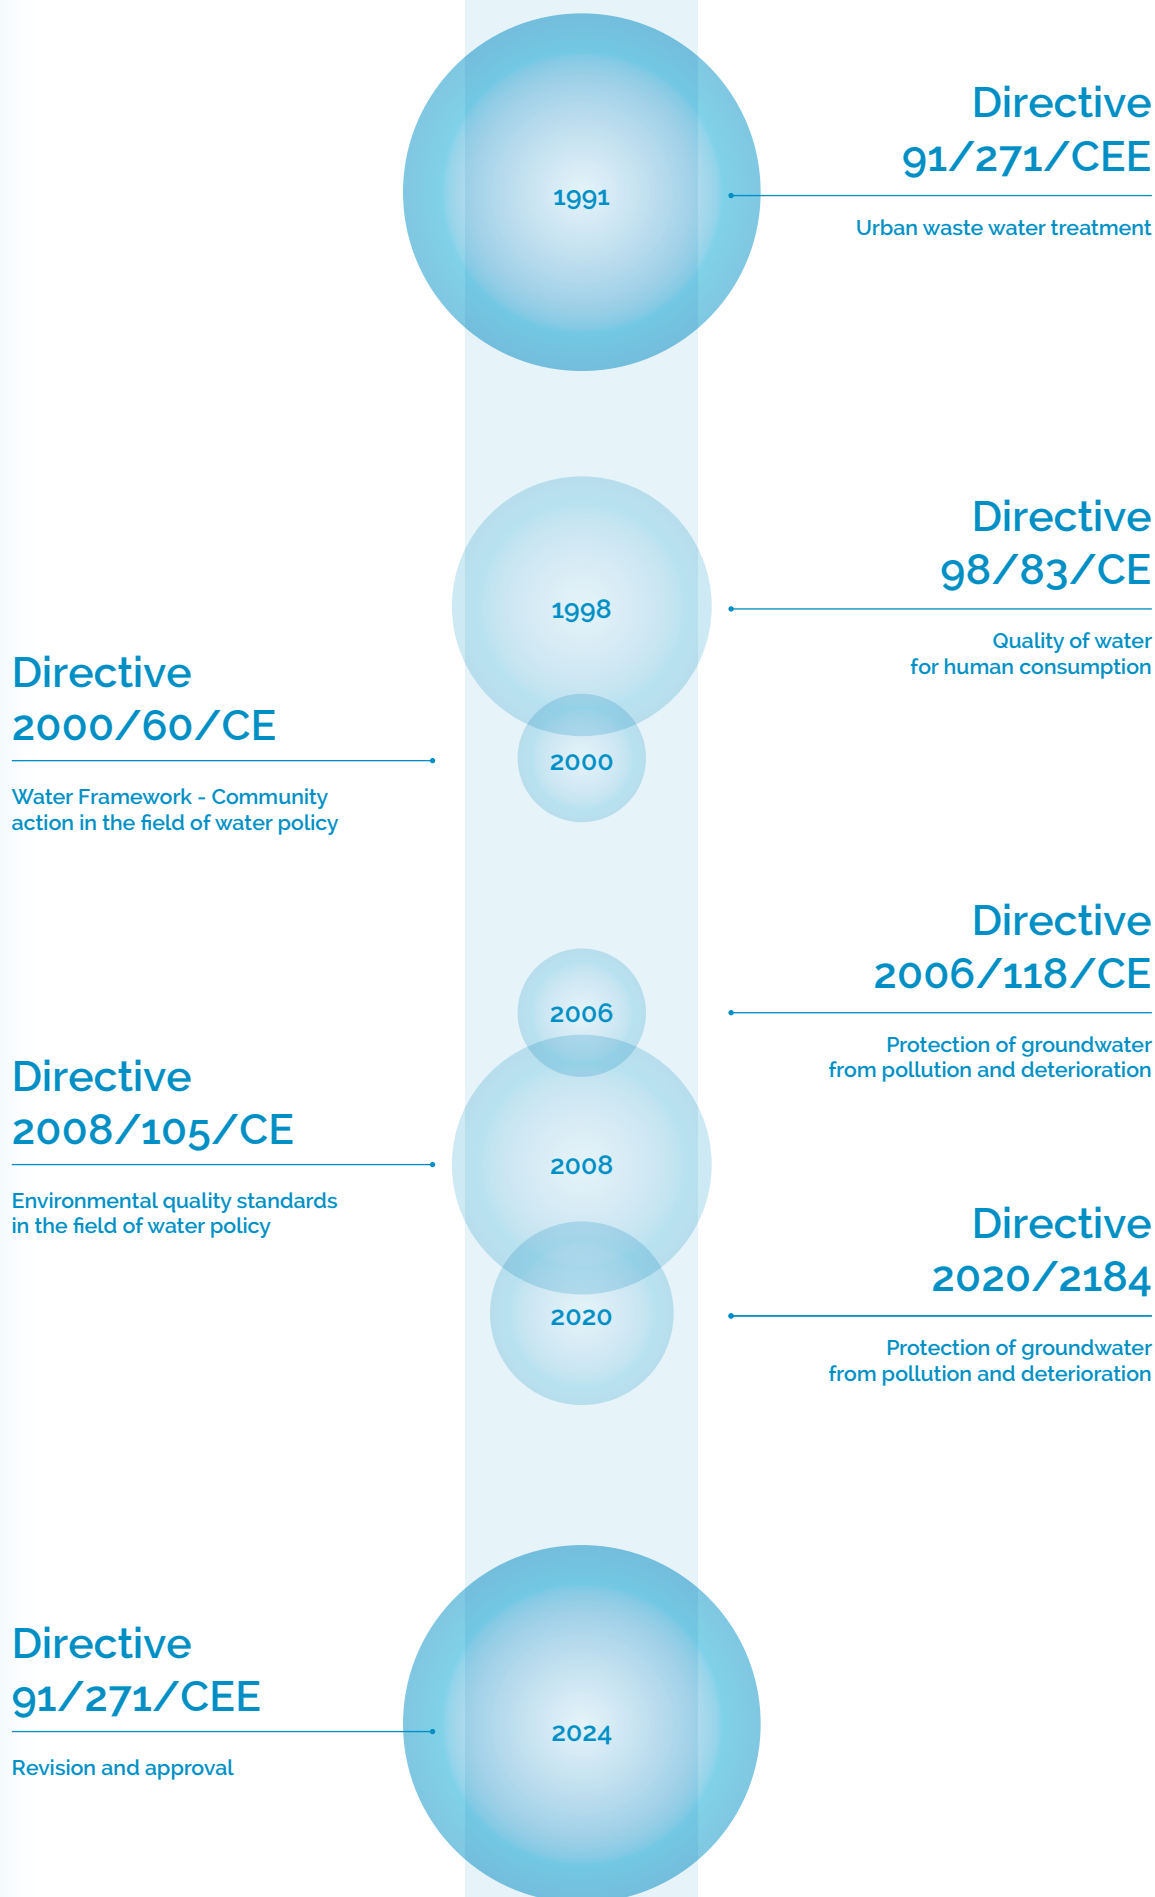 1991
Directive
91/271/CEE
Urban waste water treatment
1998
Directive
98/83/CE
Quality of water
for human consumption
Directive
2000/60/CE
Water Framework - Community
action in the field of water policy
2000
2006
Directive
2006/118/CE
Protection of groundwater
from pollution and deterioration
Directive
2008/105/CE
Environmental quality standards
in the field of water policy
2008
2020
Directive
2020/2184
Protection of groundwater
from pollution and deterioration
Directive
91/271/CEE
Revision and approval
2024